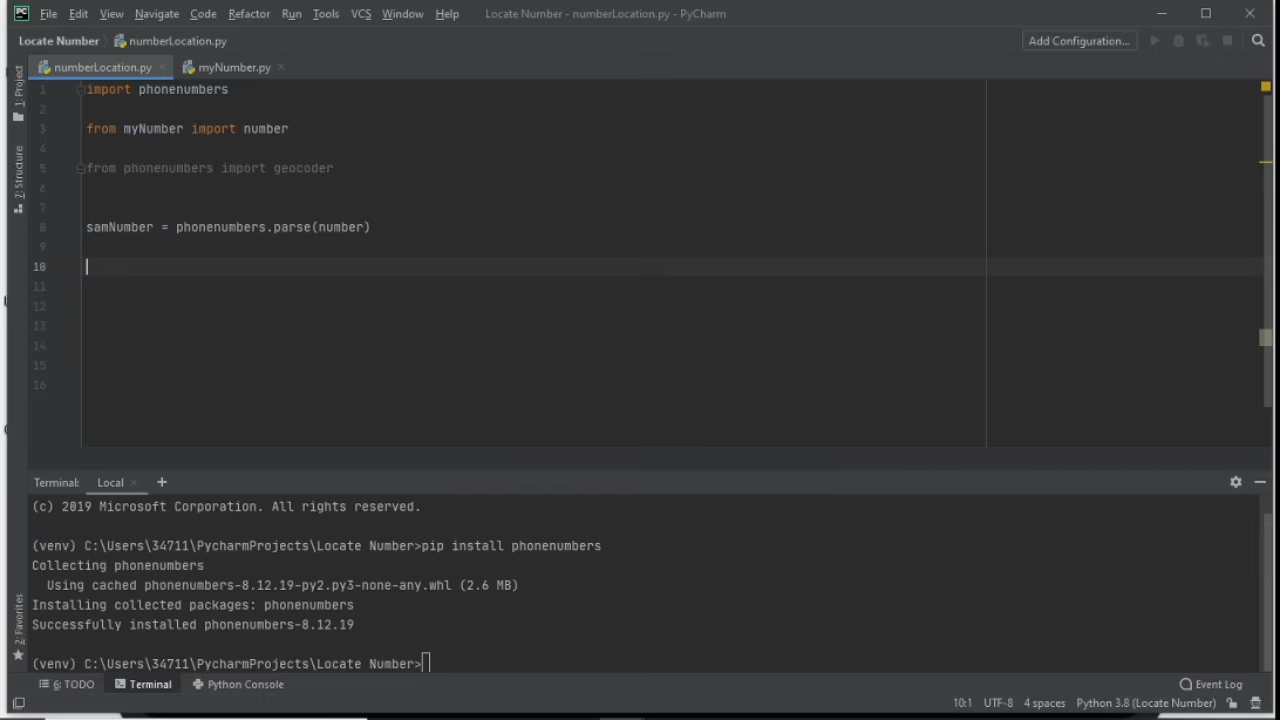 PC File Edit View Navigate Code Refactor Run Tools VCS Window Help Locate Number - numberLocation.py - PyCharm
Locate Number numberLocation.py Add Configuration...
numberLocation.py myNumber.py
1 import phonenumbers
2
3 from myNumber import number
4
5 from phonenumbers import geocoder
6
7
8 samNumber = phonenumbers.parse(number)
9
10
11
12
13
14
15
16
1: Project
7: Structure
2: Favorites
Terminal: Local +
(c) 2019 Microsoft Corporation. All rights reserved.
(venv) C:\Users\34711\PycharmProjects\Locate Number>pip install phonenumbers
Collecting phonenumbers
Using cached phonenumbers-8.12.19-py2.py3-none-any.whl (2.6 MB)
Installing collected packages: phonenumbers
Successfully installed phonenumbers-8.12.19
(venv) C:\Users\34711\PycharmProjects\Locate Number>
6: TODO Terminal Python Console Event Log
10:1 UTF-8 4 spaces Python 3.8 (Locate Number)